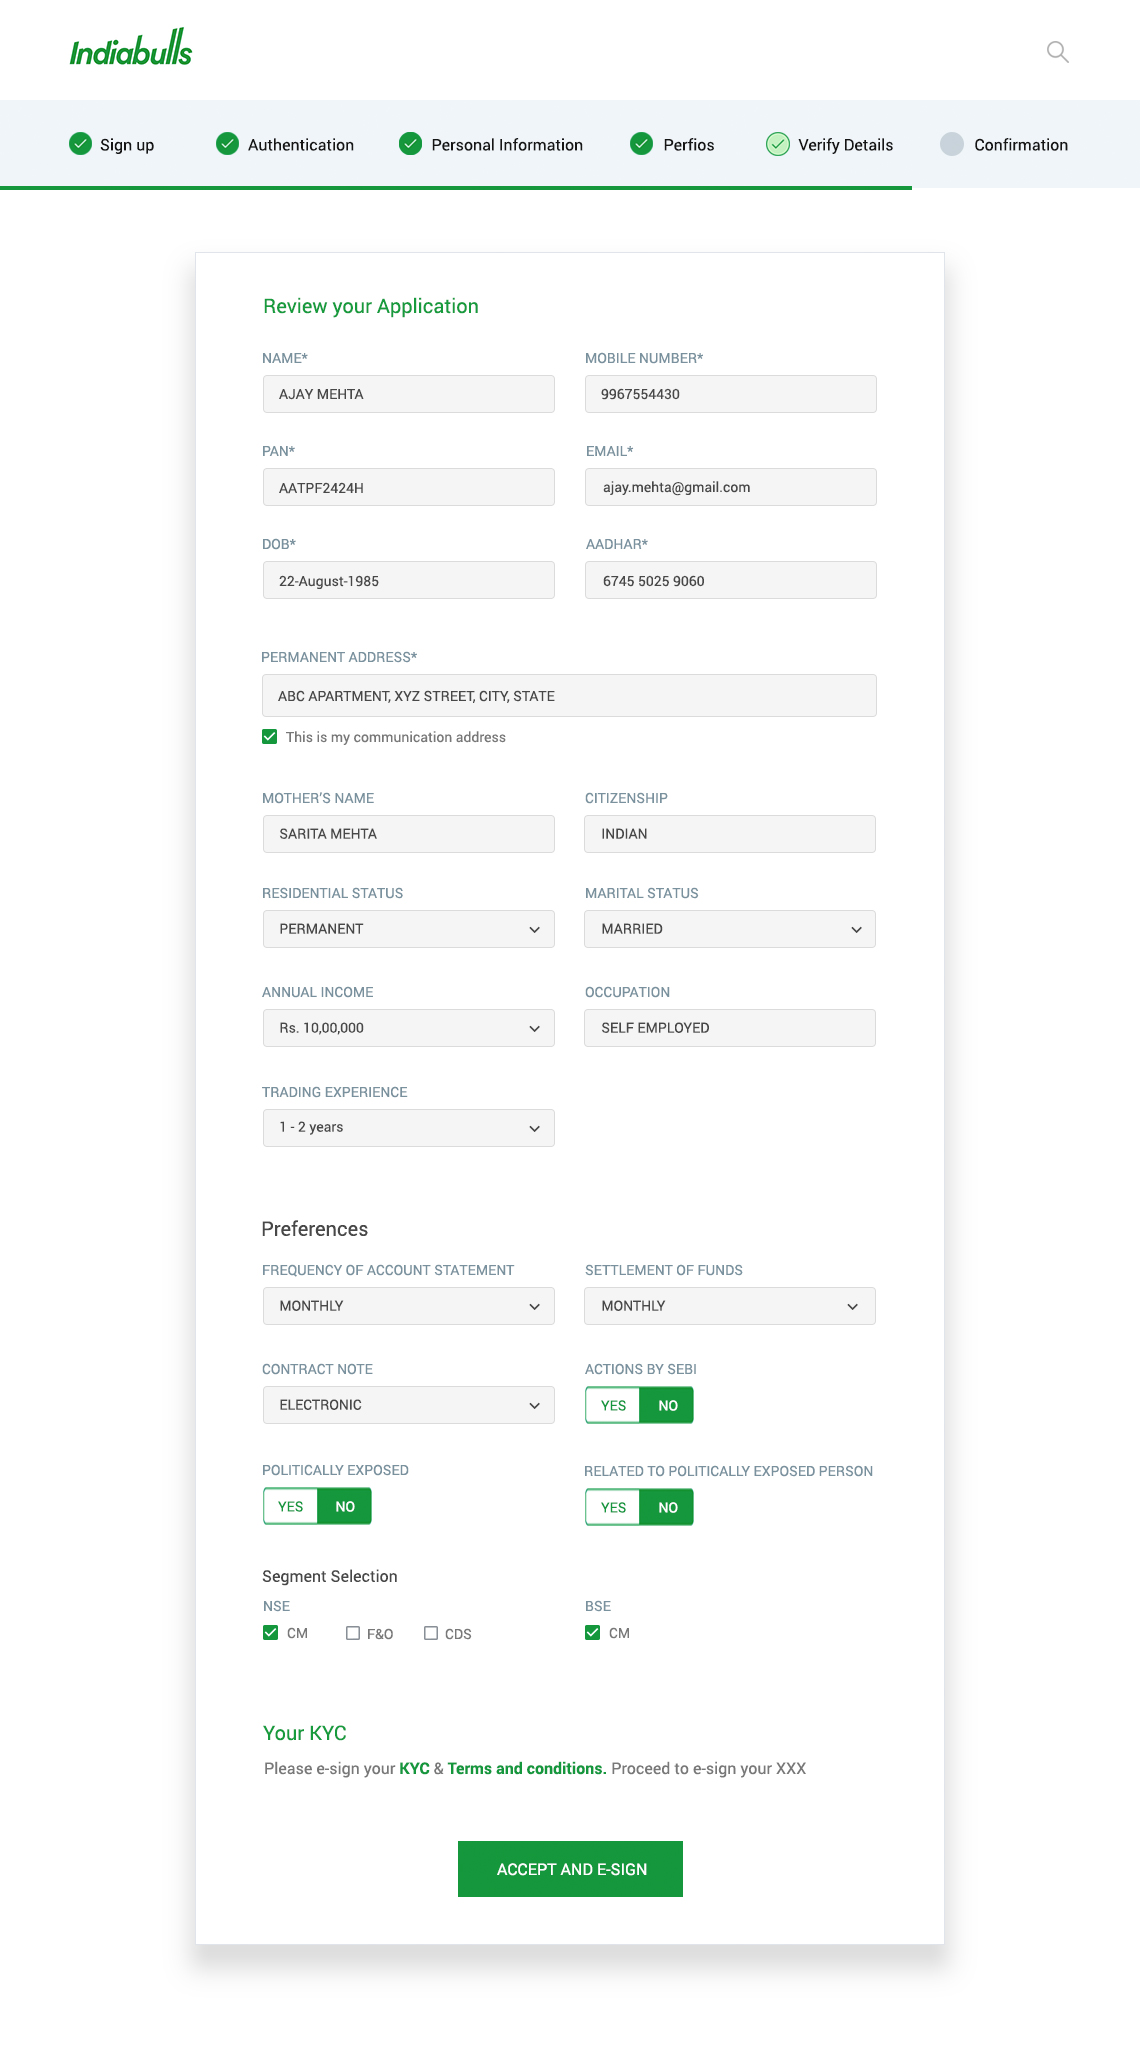 Indiabulls
Sign up Authentication Personal Information Perfios Verify Details Confirmation
Review your Application
NAME* MOBILE NUMBER*
AJAY MEHTA 9967554430
PAN* EMAIL*
AATPF2424H ajay.mehta@gmail.com
DOB* AADHAR*
22-August-1985 6745 5025 9060
PERMANENT ADDRESS*
ABC APARTMENT, XYZ STREET, CITY, STATE
This is my communication address
MOTHER'S NAME CITIZENSHIP
SARITA MEHTA INDIAN
RESIDENTIAL STATUS MARITAL STATUS
PERMANENT MARRIED
ANNUAL INCOME OCCUPATION
Rs. 10,00,000 SELF EMPLOYED
TRADING EXPERIENCE
1 - 2 years
Preferences
FREQUENCY OF ACCOUNT STATEMENT SETTLEMENT OF FUNDS
MONTHLY MONTHLY
CONTRACT NOTE ACTIONS BY SEBI
ELECTRONIC YES NO
POLITICALLY EXPOSED RELATED TO POLITICALLY EXPOSED PERSON
YES NO YES NO
Segment Selection
NSE BSE
CM F&O CDS CM
Your KYC
Please e-sign your KYC & Terms and conditions. Proceed to e-sign your XXX
ACCEPT AND E-SIGN